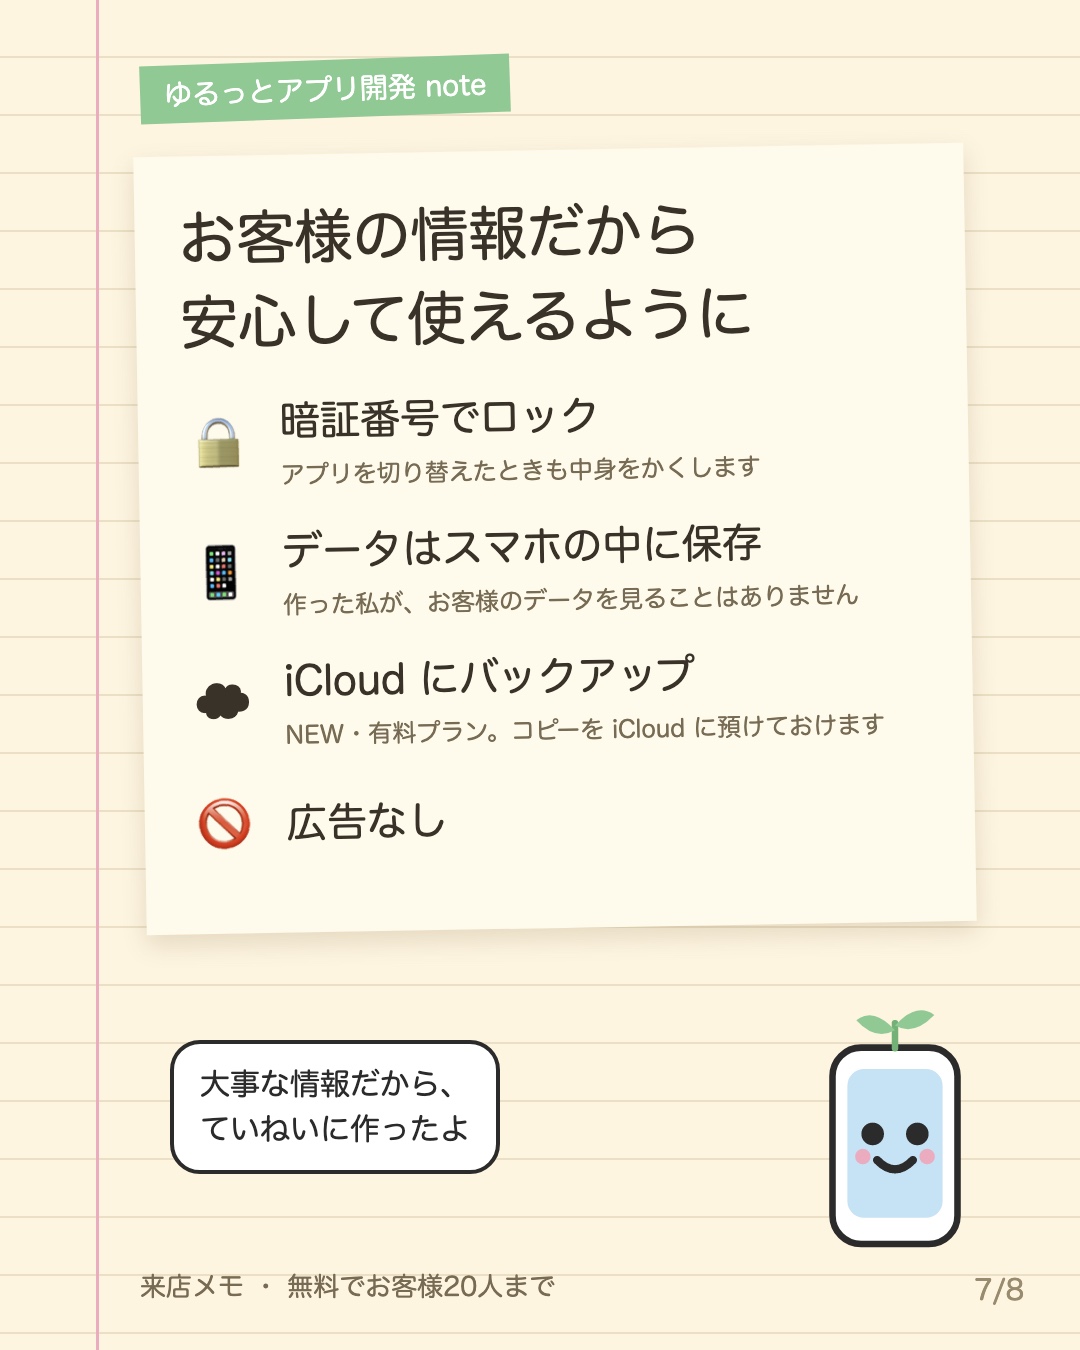 ゆるっとアプリ開発 note
お客様の情報だから
安心して使えるように
暗証番号でロック
アプリを切り替えたときも中身をかくします
データはスマホの中に保存
作った私が、お客様のデータを見ることはありません
iCloud にバックアップ
NEW・有料プラン。コピーを iCloud に預けておけます
広告なし
大事な情報だから、
ていねいに作ったよ
来店メモ ・ 無料でお客様20人まで
7/8